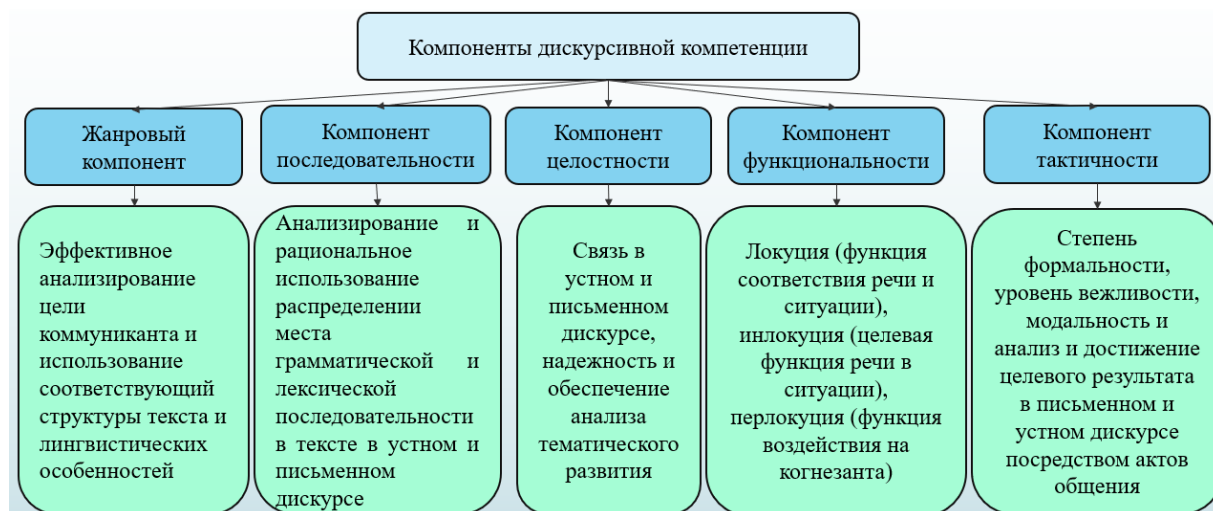 Компоненты дискурсивной компетенции
Жанровый
компонент
Компонент
последовательности
Компонент
целостности
Компонент
функциональности
Компонент
тактичности
Эффективное
анализирование
цели
коммуниканта и
использование
соответствующий
структуры текста и
лингвистических
особенностей
Анализирование и
рациональное
использование
распределении
места
грамматической и
лексической
последовательности
в тексте в устном и
письменном
дискурсе
Связь в
устном и
письменном
дискурсе,
надежность и
обеспечение
анализа
тематического
развития
Локуция (функция
соответствия речи и
ситуации),
инлокуция (целевая
функция речи в
ситуации),
перлокуция (функция
воздействия на
когнезанта)
Степень
формальности,
уровень вежливости,
модальность и
анализ и достижение
целевого результата
в письменном и
устном дискурсе
посредством актов
общения